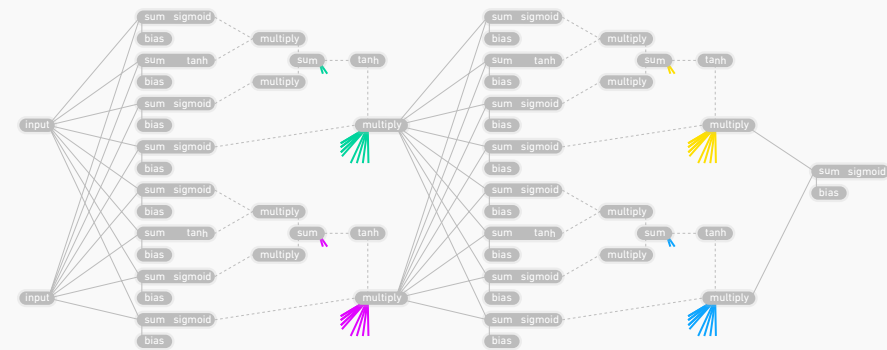 sum sigmoid sum sigmoid
bias multiply bias multiply
sum tanh sum tanh sum tanh sum tanh
bias multiply bias multiply
sum sigmoid sum sigmoid
input bias multiply bias multiply
sum sigmoid sum sigmoid
bias bias sum sigmoid
sum sigmoid sum sigmoid bias
bias multiply bias multiply
sum tanh sum tanh sum tanh sum tanh
bias multiply bias multiply
sum sigmoid sum sigmoid
input bias multiply bias multiply
sum sigmoid sum sigmoid
bias bias